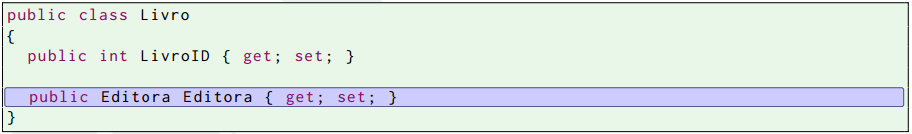 public class Livro
{
public int LivroID { get; set; }
public Editora Editora { get; set; }
}